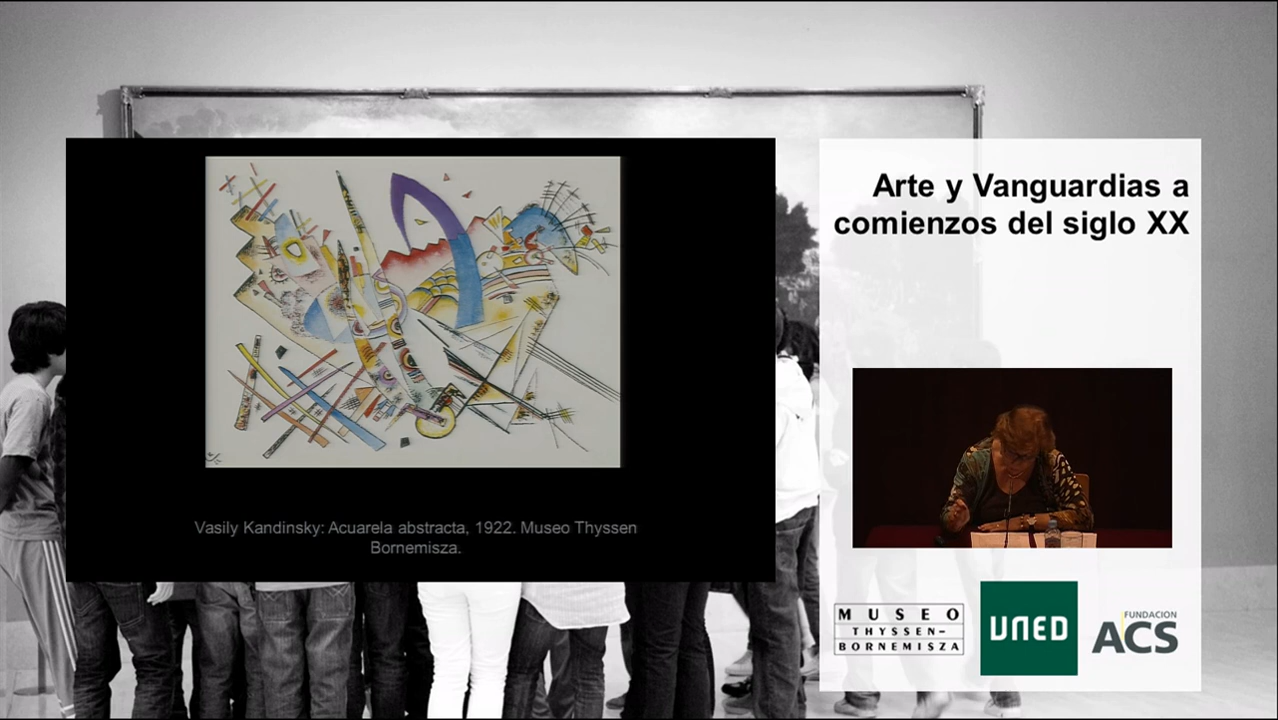 Arte y Vanguardias a
comienzos del siglo XX
Vasily Kandinsky: Acuarela abstracta, 1922. Museo Thyssen
Bornemisza.
MUSEO
THYSSEN-
BORNEMISZA
UNED
FUNDACION
ACS